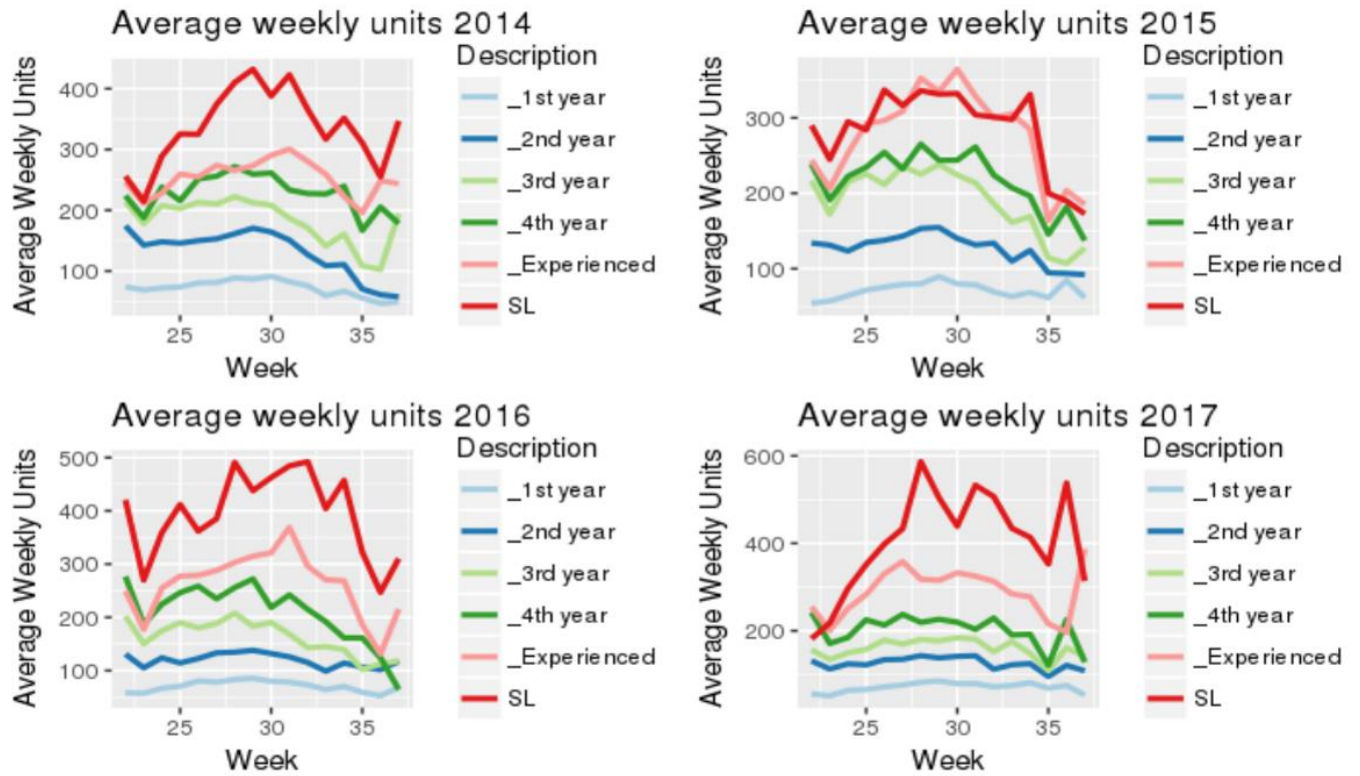 Average weekly units 2014
Average Weekly Units
400
300
200
100
25 30 35
Week
Description
_1st year
_2nd year
_3rd year
_4th year
_Experienced
SL
Average weekly units 2015
Average Weekly Units
300
200
100
25 30 35
Week
Description
_1st year
_2nd year
_3rd year
_4th year
_Experienced
SL
Average weekly units 2016
Average Weekly Units
500
400
300
200
100
25 30 35
Week
Description
_1st year
_2nd year
_3rd year
_4th year
_Experienced
SL
Average weekly units 2017
Average Weekly Units
600
400
200
25 30 35
Week
Description
_1st year
_2nd year
_3rd year
_4th year
_Experienced
SL